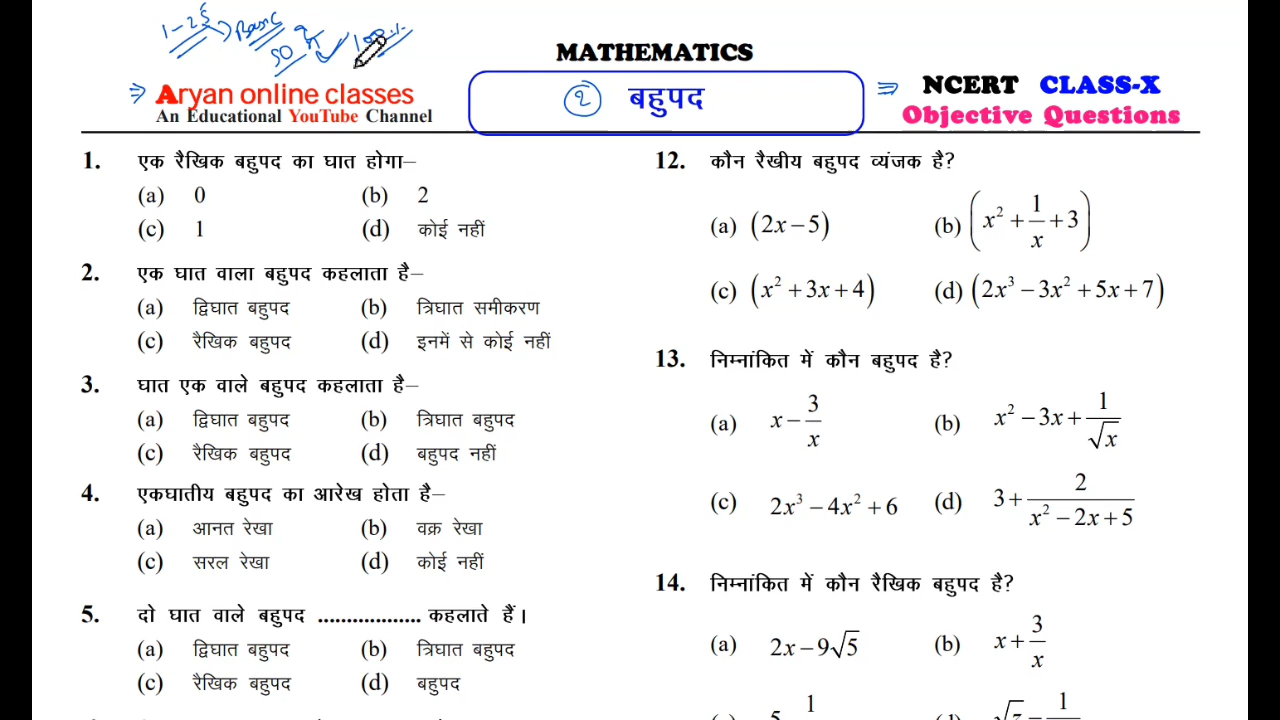 1-25 Basic
50 100%
MATHEMATICS
Aryan online classes
An Educational YouTube Channel
2 बहुपद
NCERT CLASS-X
Objective Questions
1. एक रैखिक बहुपद का घात होगा–
(a) 0 (b) 2
(c) 1 (d) कोई नहीं
2. एक घात वाला बहुपद कहलाता है–
(a) द्विघात बहुपद (b) त्रिघात समीकरण
(c) रैखिक बहुपद (d) इनमें से कोई नहीं
3. घात एक वाले बहुपद कहलाता है–
(a) द्विघात बहुपद (b) त्रिघात बहुपद
(c) रैखिक बहुपद (d) बहुपद नहीं
4. एकघातीय बहुपद का आरेख होता है–
(a) आनत रेखा (b) वक्र रेखा
(c) सरल रेखा (d) कोई नहीं
5. दो घात वाले बहुपद .................. कहलाते हैं।
(a) द्विघात बहुपद (b) त्रिघात बहुपद
(c) रैखिक बहुपद (d) बहुपद
12. कौन रैखीय बहुपद व्यंजक है?
(a) (2x − 5) (b) (x² + 1/x + 3)
(c) (x² + 3x + 4) (d) (2x³ − 3x² + 5x + 7)
13. निम्नांकित में कौन बहुपद है?
(a) x − 3/x (b) x² − 3x + 1/√x
(c) 2x³ − 4x² + 6 (d) 3 + 2/(x² − 2x + 5)
14. निम्नांकित में कौन रैखिक बहुपद है?
(a) 2x − 9√5 (b) x + 3/x